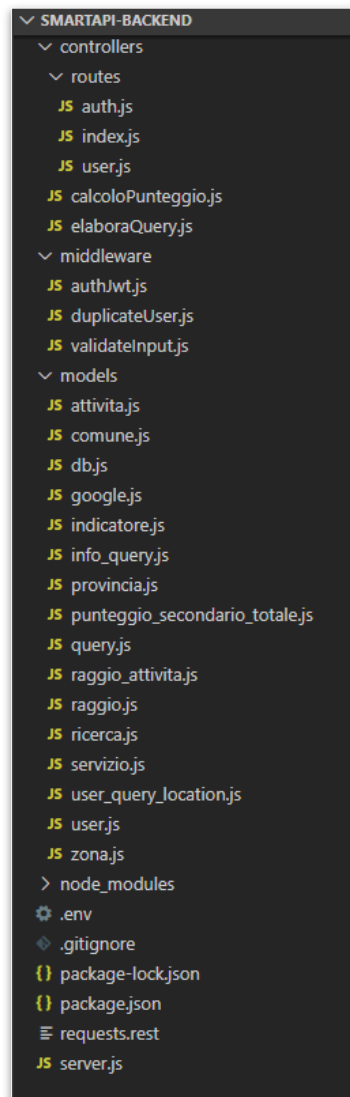 SMARTAPI-BACKEND
controllers
routes
JS auth.js
JS index.js
JS user.js
JS calcoloPunteggio.js
JS elaboraQuery.js
middleware
JS authJwt.js
JS duplicateUser.js
JS validateInput.js
models
JS attivita.js
JS comune.js
JS db.js
JS google.js
JS indicatore.js
JS info_query.js
JS provincia.js
JS punteggio_secondario_totale.js
JS query.js
JS raggio_attivita.js
JS raggio.js
JS ricerca.js
JS servizio.js
JS user_query_location.js
JS user.js
JS zona.js
node_modules
.env
.gitignore
{} package-lock.json
{} package.json
requests.rest
JS server.js